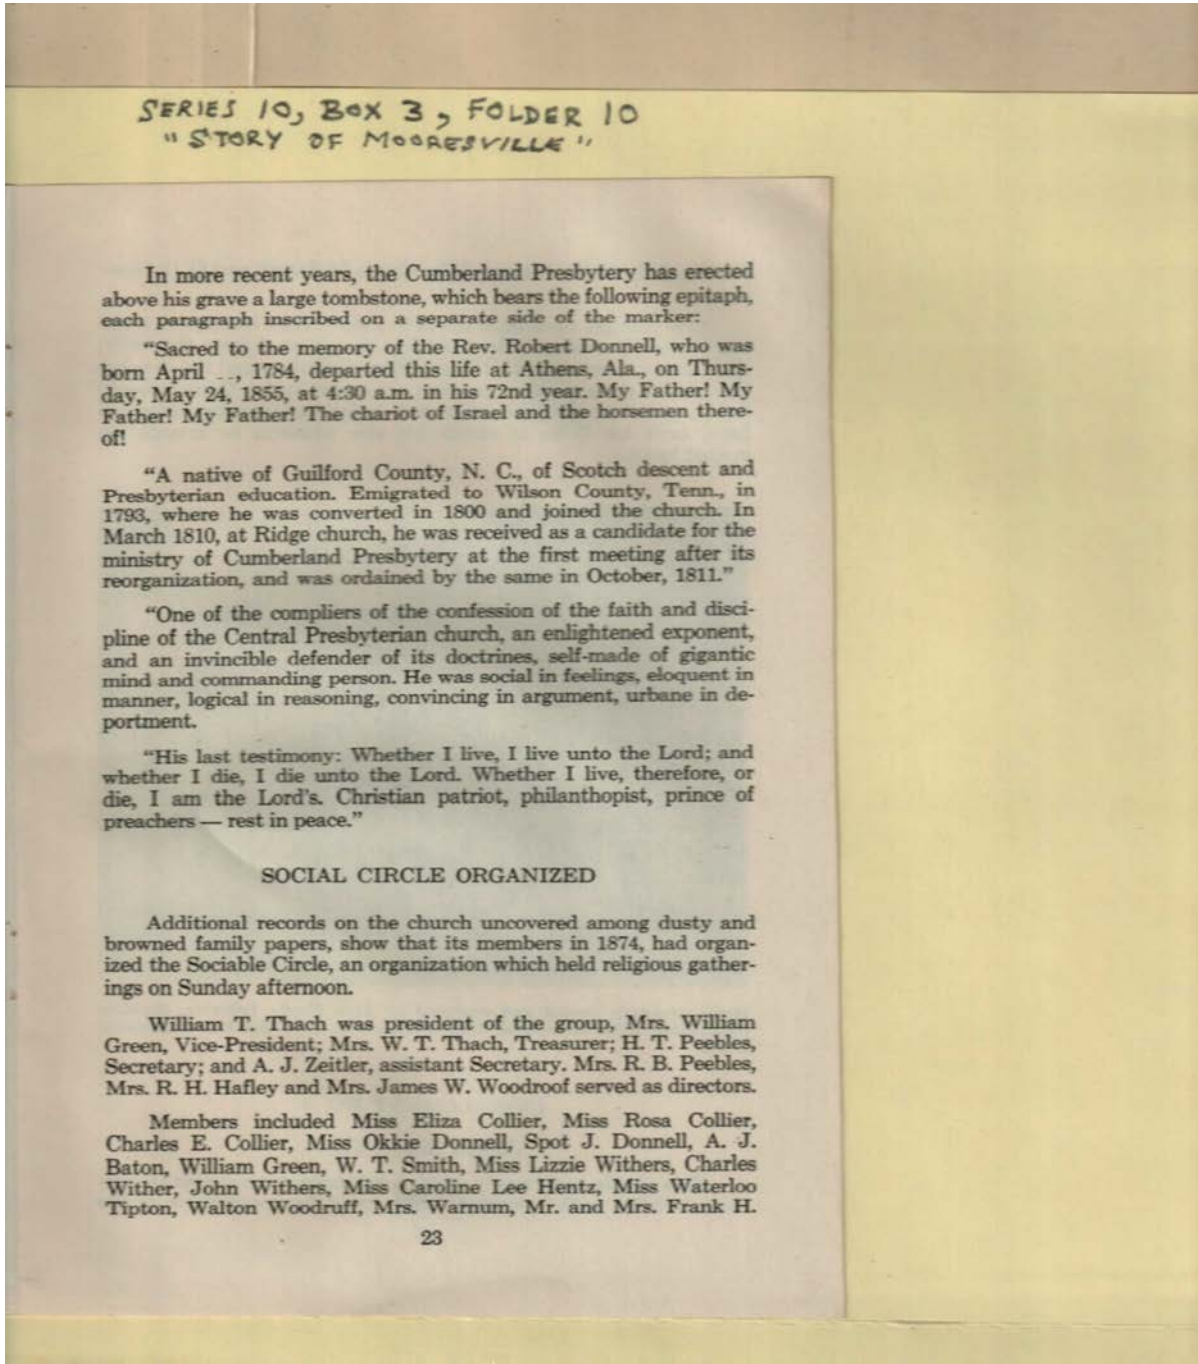 SERIES 10, BOX 3, FOLDER 10
"STORY OF MOORESVILLE"
In more recent years, the Cumberland Presbytery has erected
above his grave a large tombstone, which bears the following epitaph,
each paragraph inscribed on a separate side of the marker:
“Sacred to the memory of the Rev. Robert Donnell, who was
born April _ _, 1784, departed this life at Athens, Ala., on Thurs-
day, May 24, 1855, at 4:30 a.m. in his 72nd year. My Father! My
Father! My Father! The chariot of Israel and the horsemen there-
of!
“A native of Guilford County, N. C., of Scotch descent and
Presbyterian education. Emigrated to Wilson County, Tenn., in
1793, where he was converted in 1800 and joined the church. In
March 1810, at Ridge church, he was received as a candidate for the
ministry of Cumberland Presbytery at the first meeting after its
reorganization, and was ordained by the same in October, 1811.”
“One of the compliers of the confession of the faith and disci-
pline of the Central Presbyterian church, an enlightened exponent,
and an invincible defender of its doctrines, self-made of gigantic
mind and commanding person. He was social in feelings, eloquent in
manner, logical in reasoning, convincing in argument, urbane in de-
portment.
“His last testimony: Whether I live, I live unto the Lord; and
whether I die, I die unto the Lord. Whether I live, therefore, or
die, I am the Lord's. Christian patriot, philanthopist, prince of
preachers — rest in peace.”
SOCIAL CIRCLE ORGANIZED
Additional records on the church uncovered among dusty and
browned family papers, show that its members in 1874, had organ-
ized the Sociable Circle, an organization which held religious gather-
ings on Sunday afternoon.
William T. Thach was president of the group, Mrs. William
Green, Vice-President; Mrs. W. T. Thach, Treasurer; H. T. Peebles,
Secretary; and A. J. Zeitler, assistant Secretary. Mrs. R. B. Peebles,
Mrs. R. H. Hafley and Mrs. James W. Woodroof served as directors.
Members included Miss Eliza Collier, Miss Rosa Collier,
Charles E. Collier, Miss Okkie Donnell, Spot J. Donnell, A. J.
Baton, William Green, W. T. Smith, Miss Lizzie Withers, Charles
Wither, John Withers, Miss Caroline Lee Hentz, Miss Waterloo
Tipton, Walton Woodruff, Mrs. Warnum, Mr. and Mrs. Frank H.
23